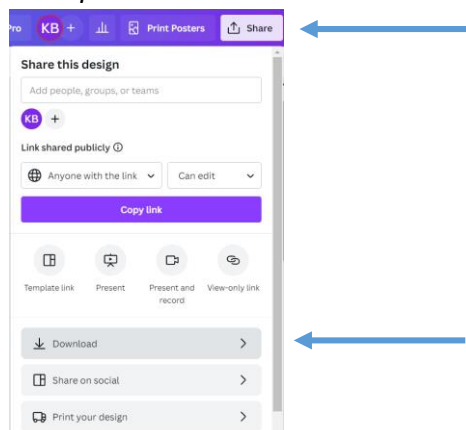 ro KB + Print Posters Share
Share this design
Add people, groups, or teams
KB +
Link shared publicly
Anyone with the link Can edit
Copy link
Template link Present Present and record View-only link
Download
Share on social
Print your design